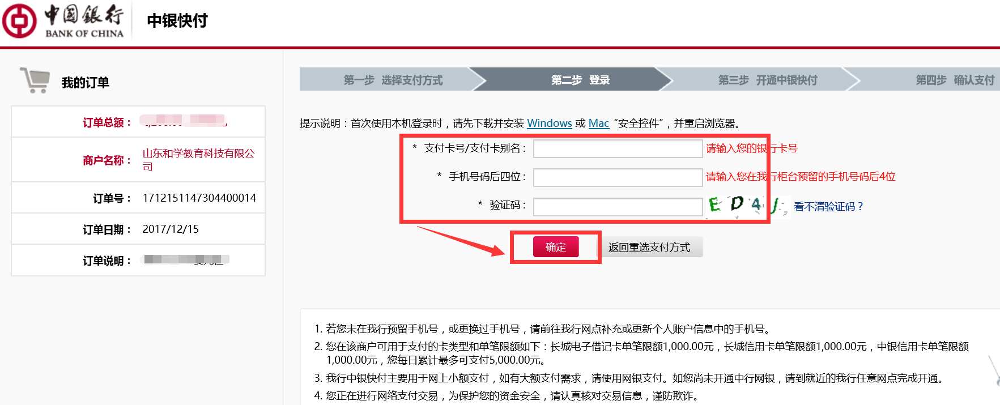 中國銀行
BANK OF CHINA
中银快付
我的订单
订单总额：
商户名称： 山东和学教育科技有限公
司
订单号： 1712151147304400014
订单日期： 2017/12/15
订单说明：
第一步 选择支付方式 第二步 登录 第三步 开通中银快付 第四步 确认支付
提示说明：首次使用本机登录时，请先下载并安装 Windows 或 Mac “安全控件”，并重启浏览器。
* 支付卡号/支付卡别名： 请输入您的银行卡号
* 手机号码后四位： 请输入您在我行柜台预留的手机号码后4位
* 验证码： E D 4 J 看不清验证码？
确定 返回重选支付方式
1. 若您未在我行预留手机号，或更换过手机号，请前往我行网点补充或更新个人账户信息中的手机号。
2. 您在该商户可用于支付的卡类型和单笔限额如下：长城电子借记卡单笔限额1,000.00元，长城信用卡单笔限额1,000.00元，中银信用卡单笔限额
1,000.00元，您每日累计最多可支付5,000.00元。
3. 我行中银快付主要用于网上小额支付，如有大额支付需求，请使用网银支付。如您尚未开通中行网银，请到就近的我行任意网点完成开通。
4. 您正在进行网络支付交易，为保护您的资金安全，请认真核对交易信息，谨防欺诈。